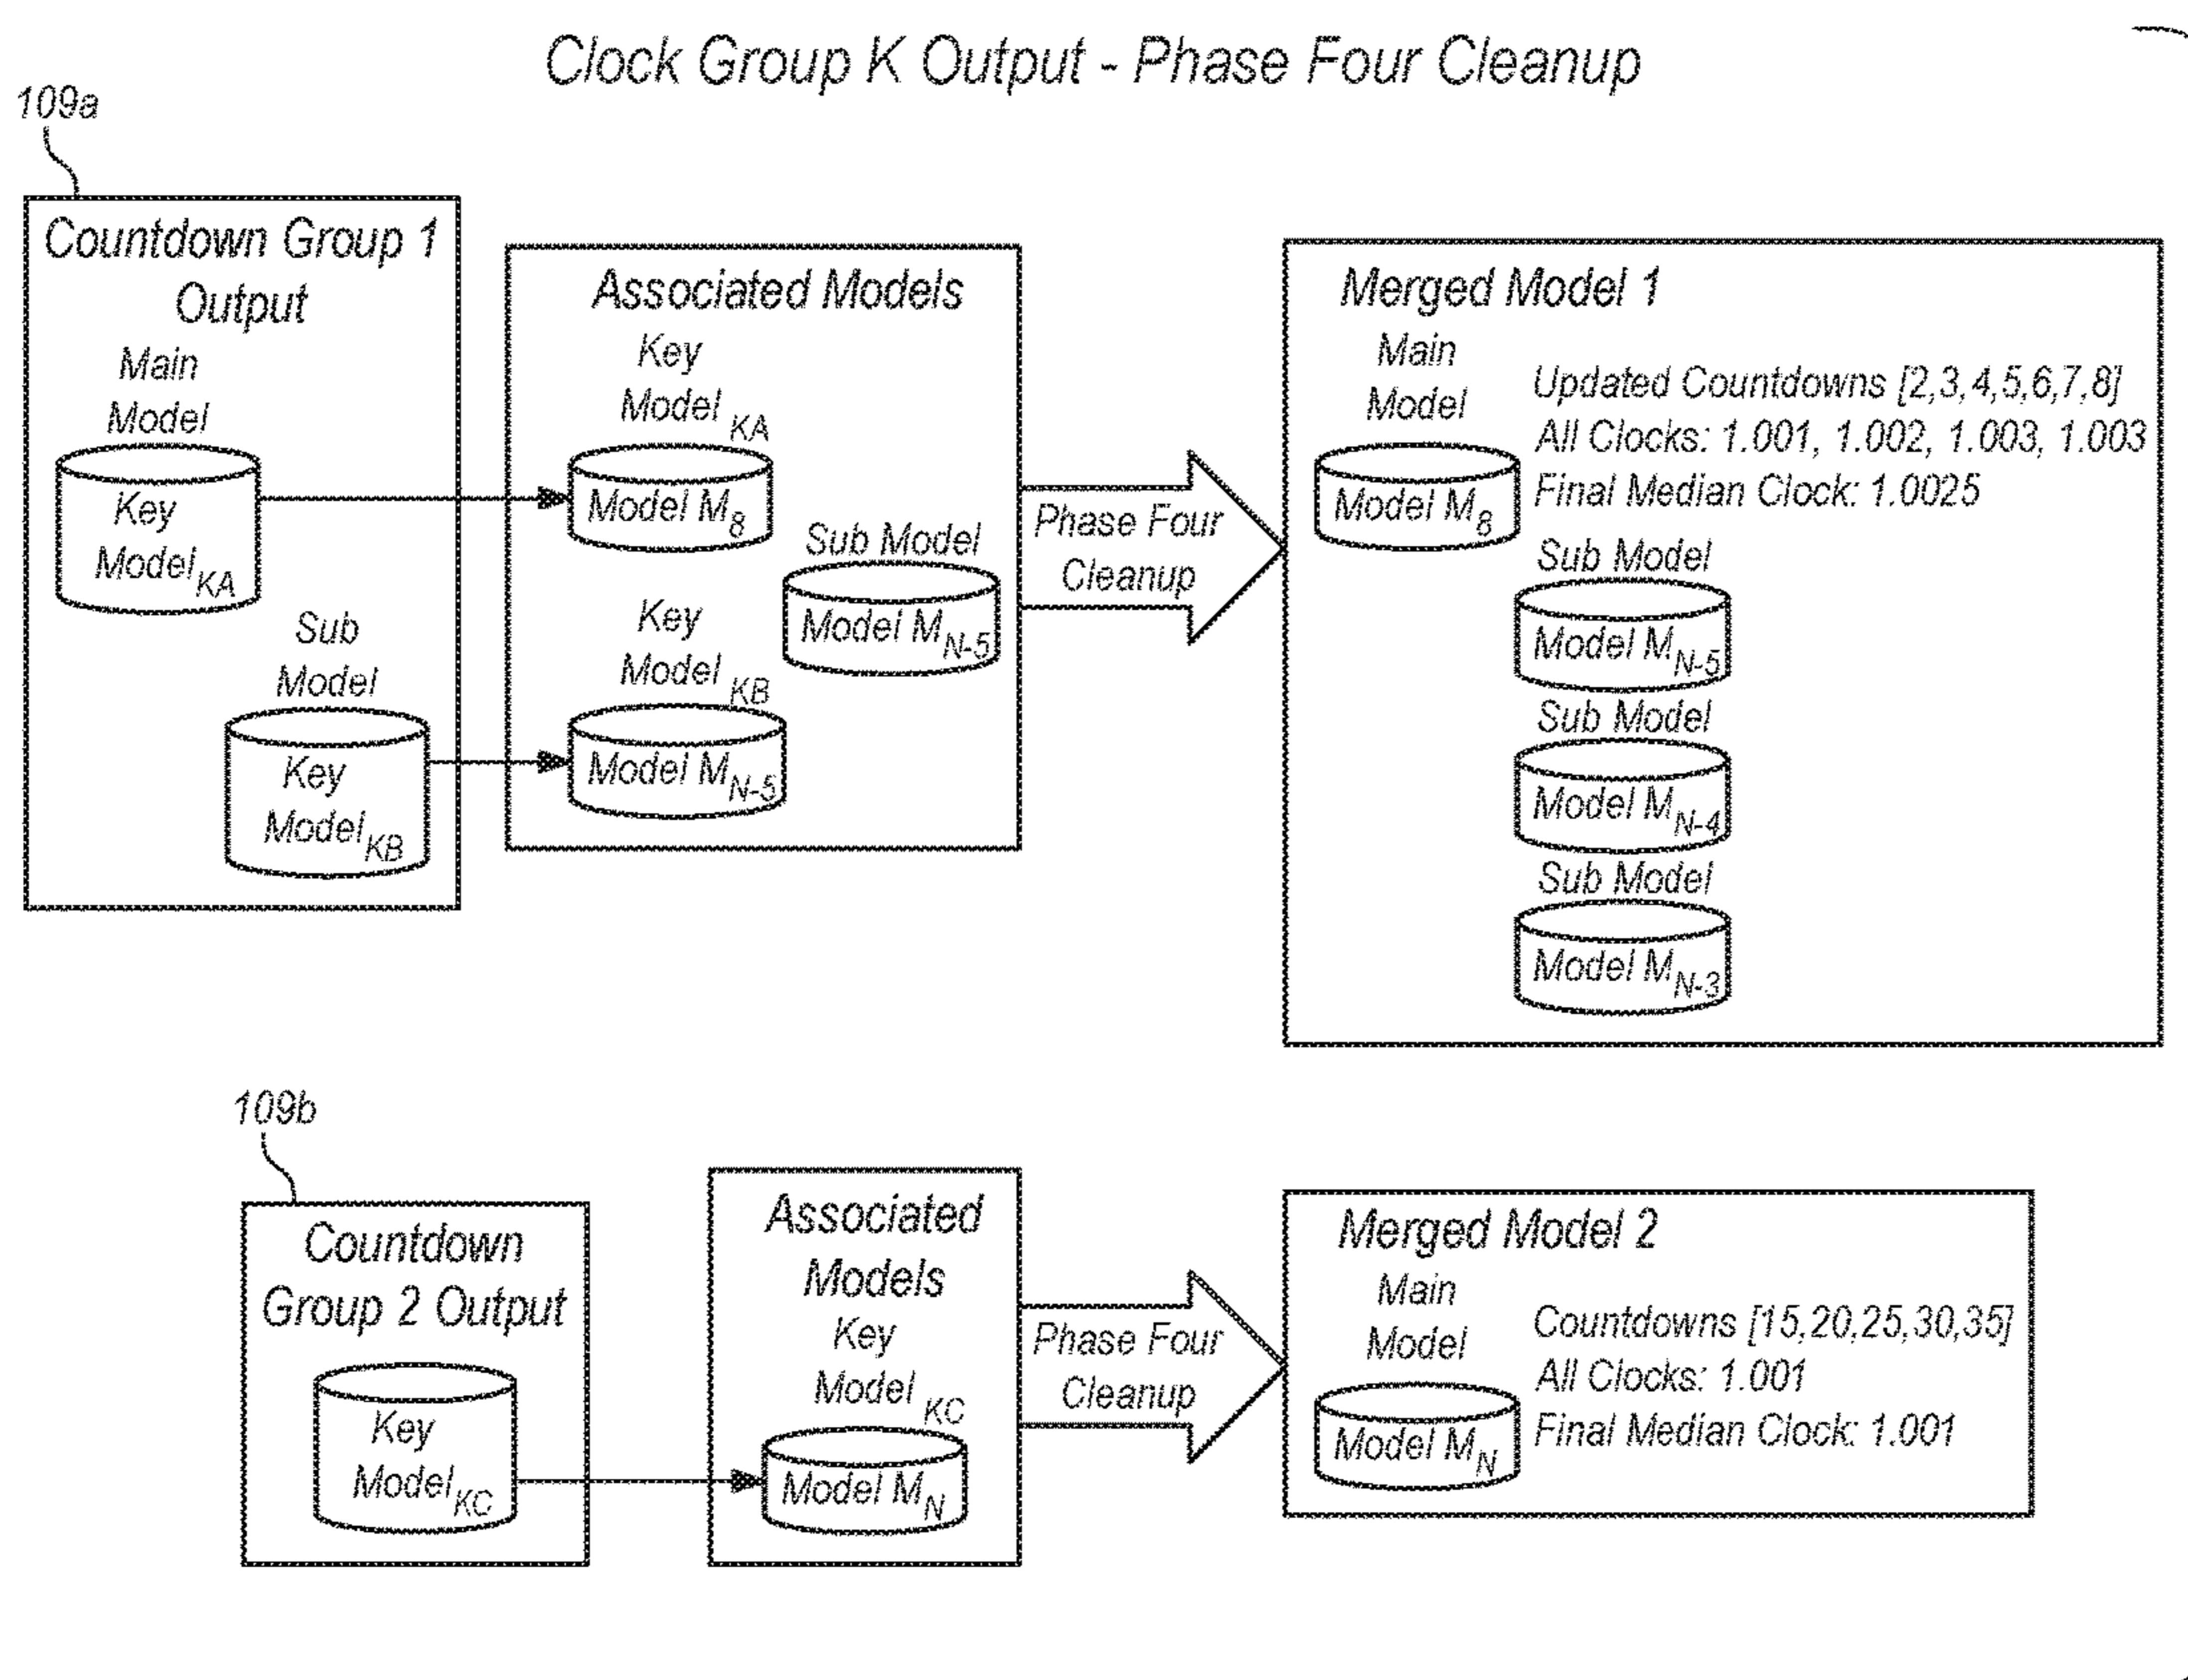 Clock Group K Output - Phase Four Cleanup
109a
Countdown Group 1
Output
Main
Model
Key
Model KA
Sub
Model
Key
Model KB
Associated Models
Key
Model KA
Model M8
Sub Model
Model MN-5
Key
Model KB
Model MN-5
Phase Four
Cleanup
Merged Model 1
Main
Model
Model M8
Updated Countdowns [2,3,4,5,6,7,8]
All Clocks: 1.001, 1.002, 1.003, 1.003
Final Median Clock: 1.0025
Sub Model
Model MN-5
Sub Model
Model MN-4
Sub Model
Model MN-3
109b
Countdown
Group 2 Output
Key
Model KC
Associated
Models
Key
Model KC
Model MN
Phase Four
Cleanup
Merged Model 2
Main
Model
Model MN
Countdowns [15,20,25,30,35]
All Clocks: 1.001
Final Median Clock: 1.001